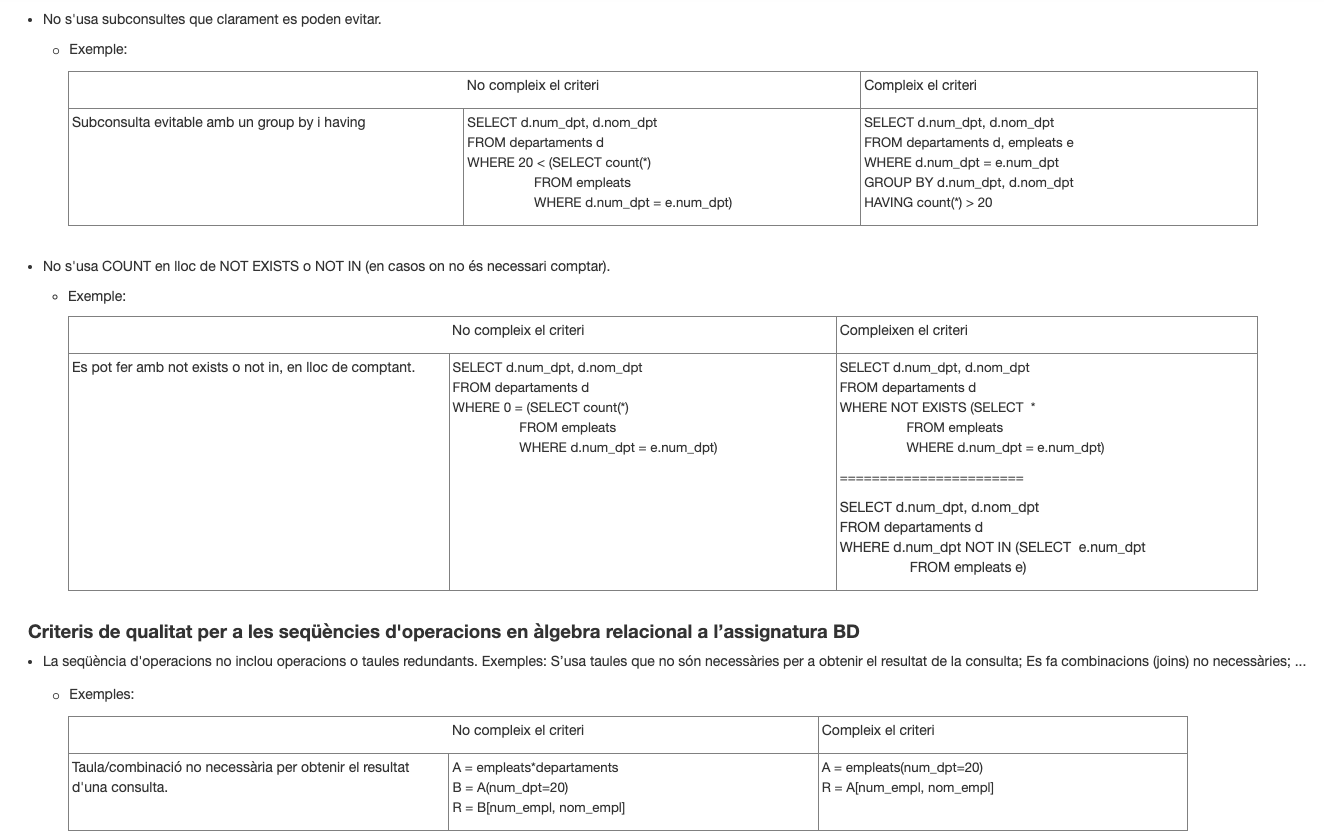 • No s'usa subconsultes que clarament es poden evitar.
o Exemple:
No compleix el criteri
Compleix el criteri
Subconsulta evitable amb un group by i having
SELECT d.num_dpt, d.nom_dpt
FROM departaments d
WHERE 20 < (SELECT count(*)
FROM empleats
WHERE d.num_dpt = e.num_dpt)
SELECT d.num_dpt, d.nom_dpt
FROM departaments d, empleats e
WHERE d.num_dpt = e.num_dpt
GROUP BY d.num_dpt, d.nom_dpt
HAVING count(*) > 20
• No s'usa COUNT en lloc de NOT EXISTS o NOT IN (en casos on no és necessari comptar).
o Exemple:
No compleix el criteri
Compleixen el criteri
Es pot fer amb not exists o not in, en lloc de comptant.
SELECT d.num_dpt, d.nom_dpt
FROM departaments d
WHERE 0 = (SELECT count(*)
FROM empleats
WHERE d.num_dpt = e.num_dpt)
SELECT d.num_dpt, d.nom_dpt
FROM departaments d
WHERE NOT EXISTS (SELECT *
FROM empleats
WHERE d.num_dpt = e.num_dpt)
=======================
SELECT d.num_dpt, d.nom_dpt
FROM departaments d
WHERE d.num_dpt NOT IN (SELECT e.num_dpt
FROM empleats e)
Criteris de qualitat per a les seqüències d'operacions en àlgebra relacional a l’assignatura BD
• La seqüència d'operacions no inclou operacions o taules redundants. Exemples: S’usa taules que no són necessàries per a obtenir el resultat de la consulta; Es fa combinacions (joins) no necessàries; ...
o Exemples:
No compleix el criteri
Compleix el criteri
Taula/combinació no necessària per obtenir el resultat
d'una consulta.
A = empleats*departaments
B = A(num_dpt=20)
R = B[num_empl, nom_empl]
A = empleats(num_dpt=20)
R = A[num_empl, nom_empl]